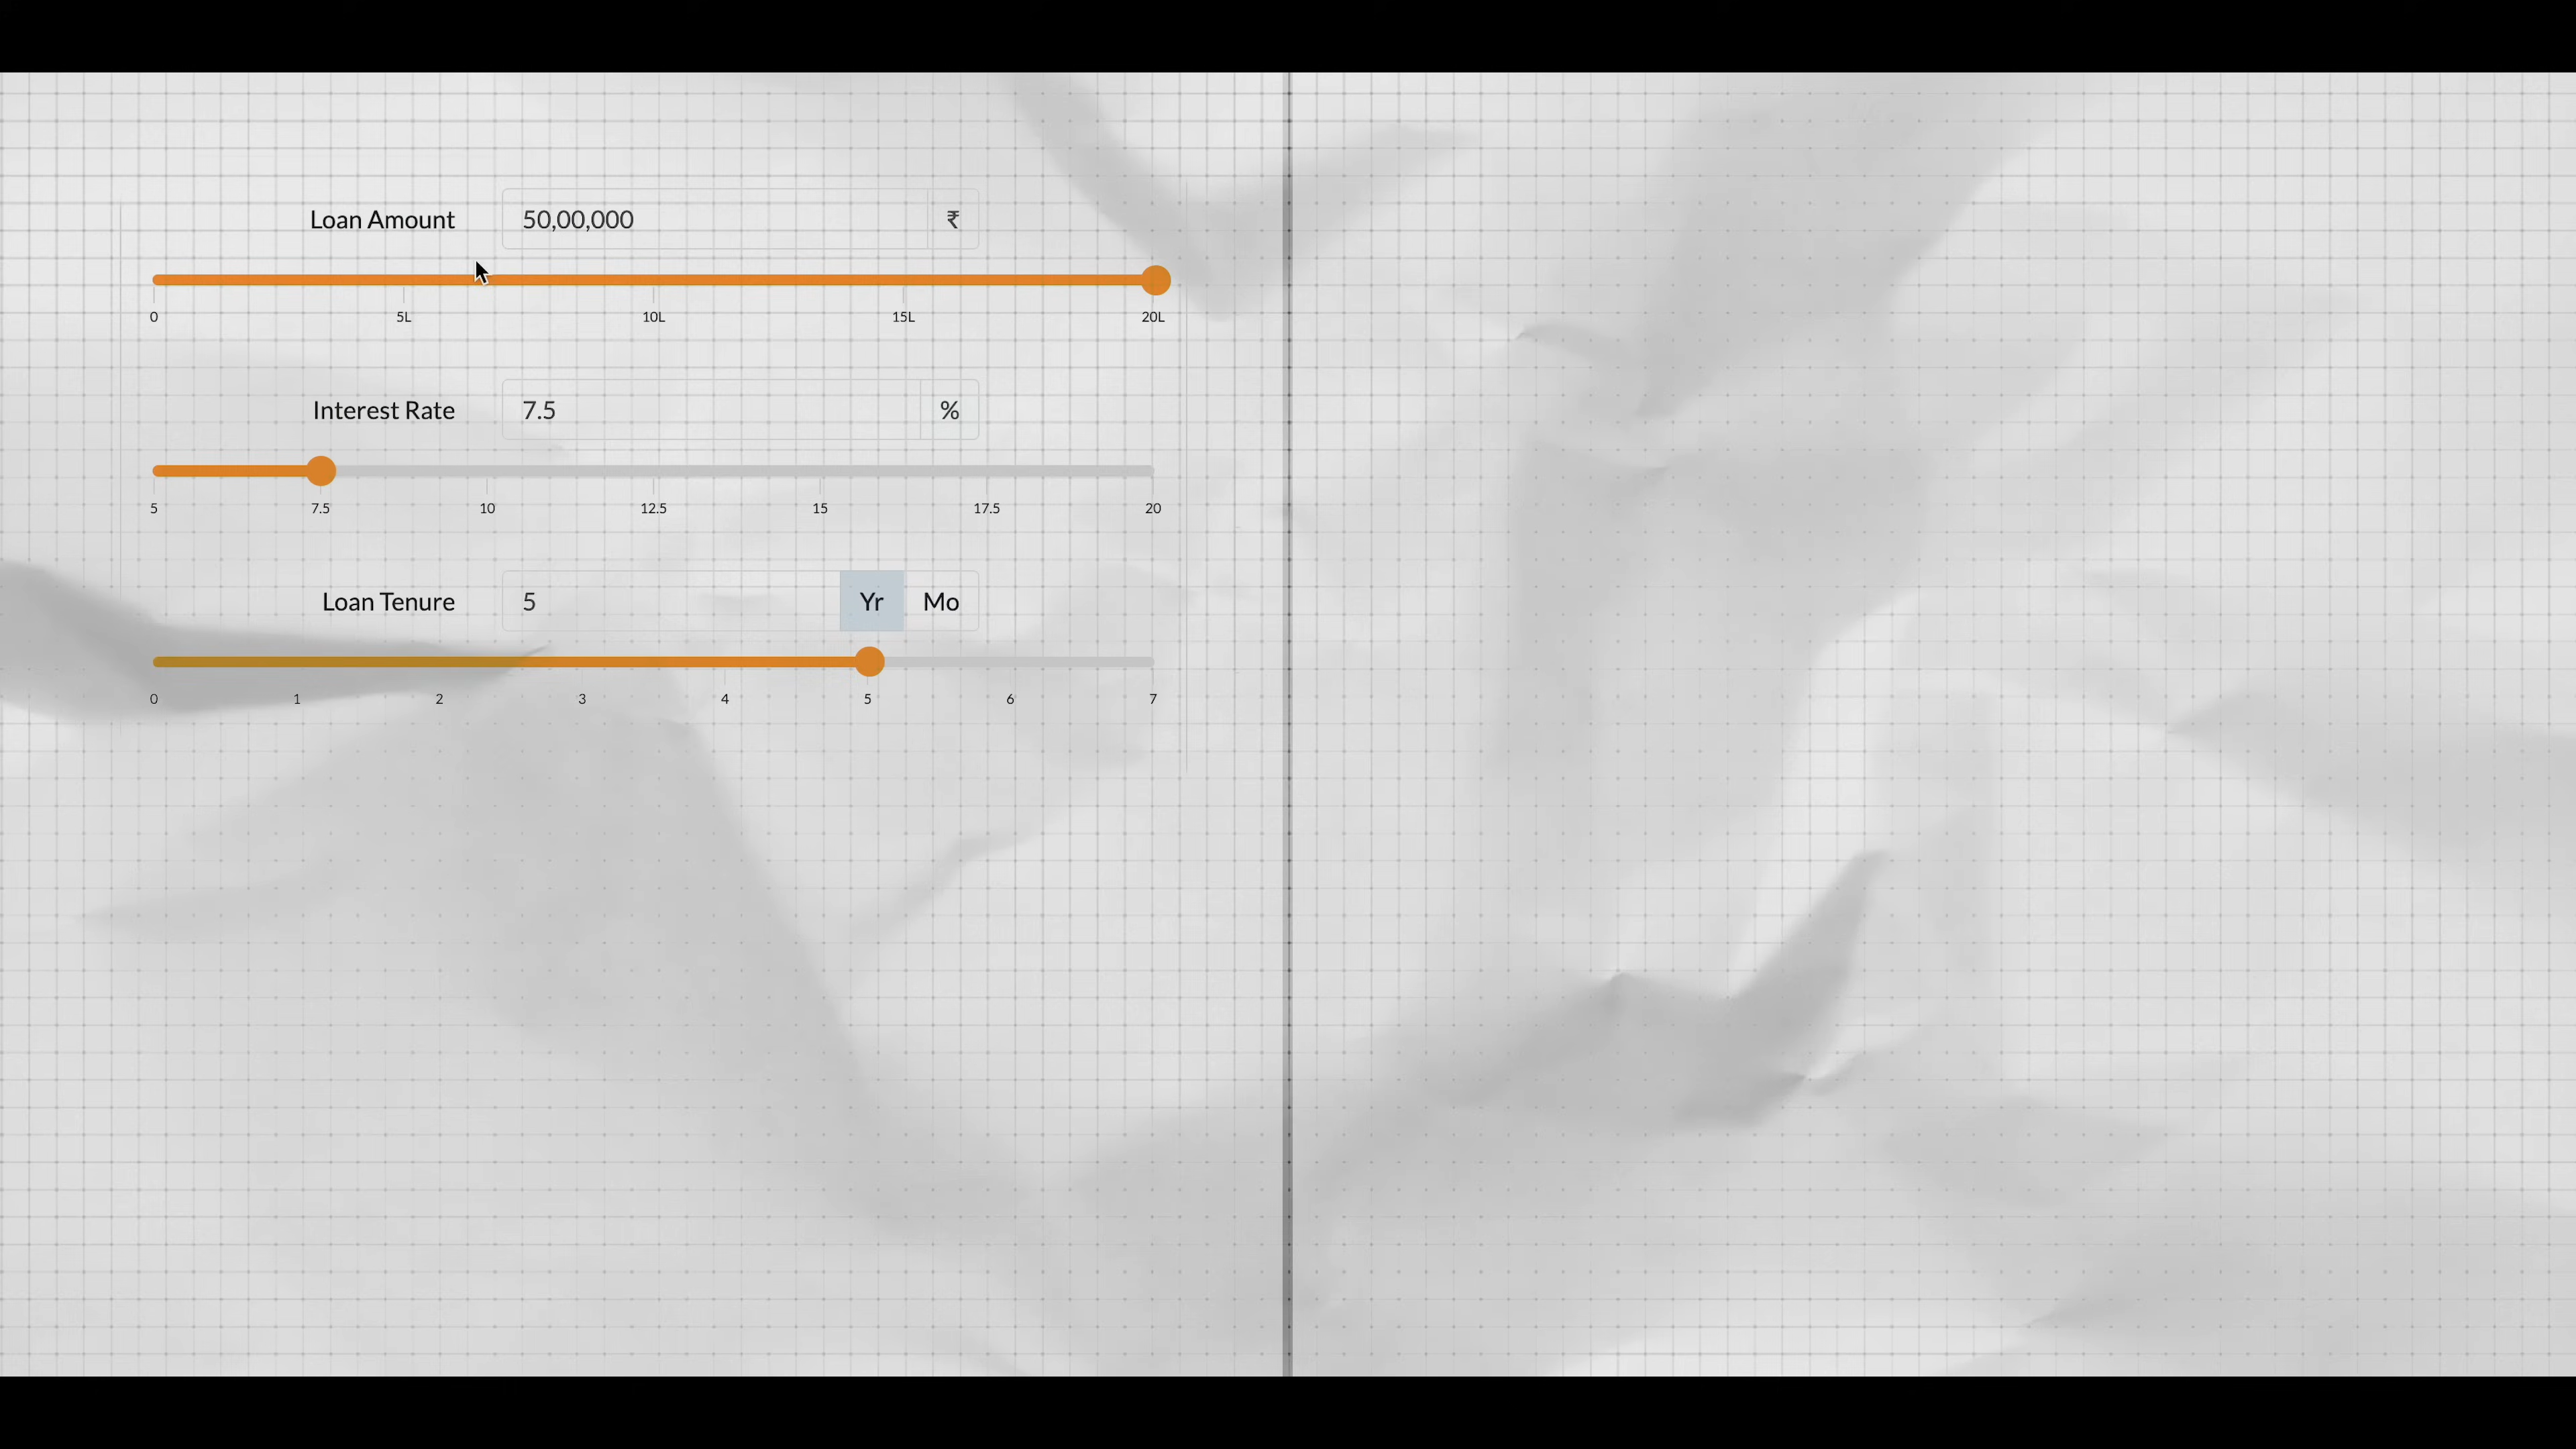 Loan Amount 50,00,000 ₹
0 5L 10L 15L 20L
Interest Rate 7.5 %
5 7.5 10 12.5 15 17.5 20
Loan Tenure 5 Yr Mo
0 1 2 3 4 5 6 7